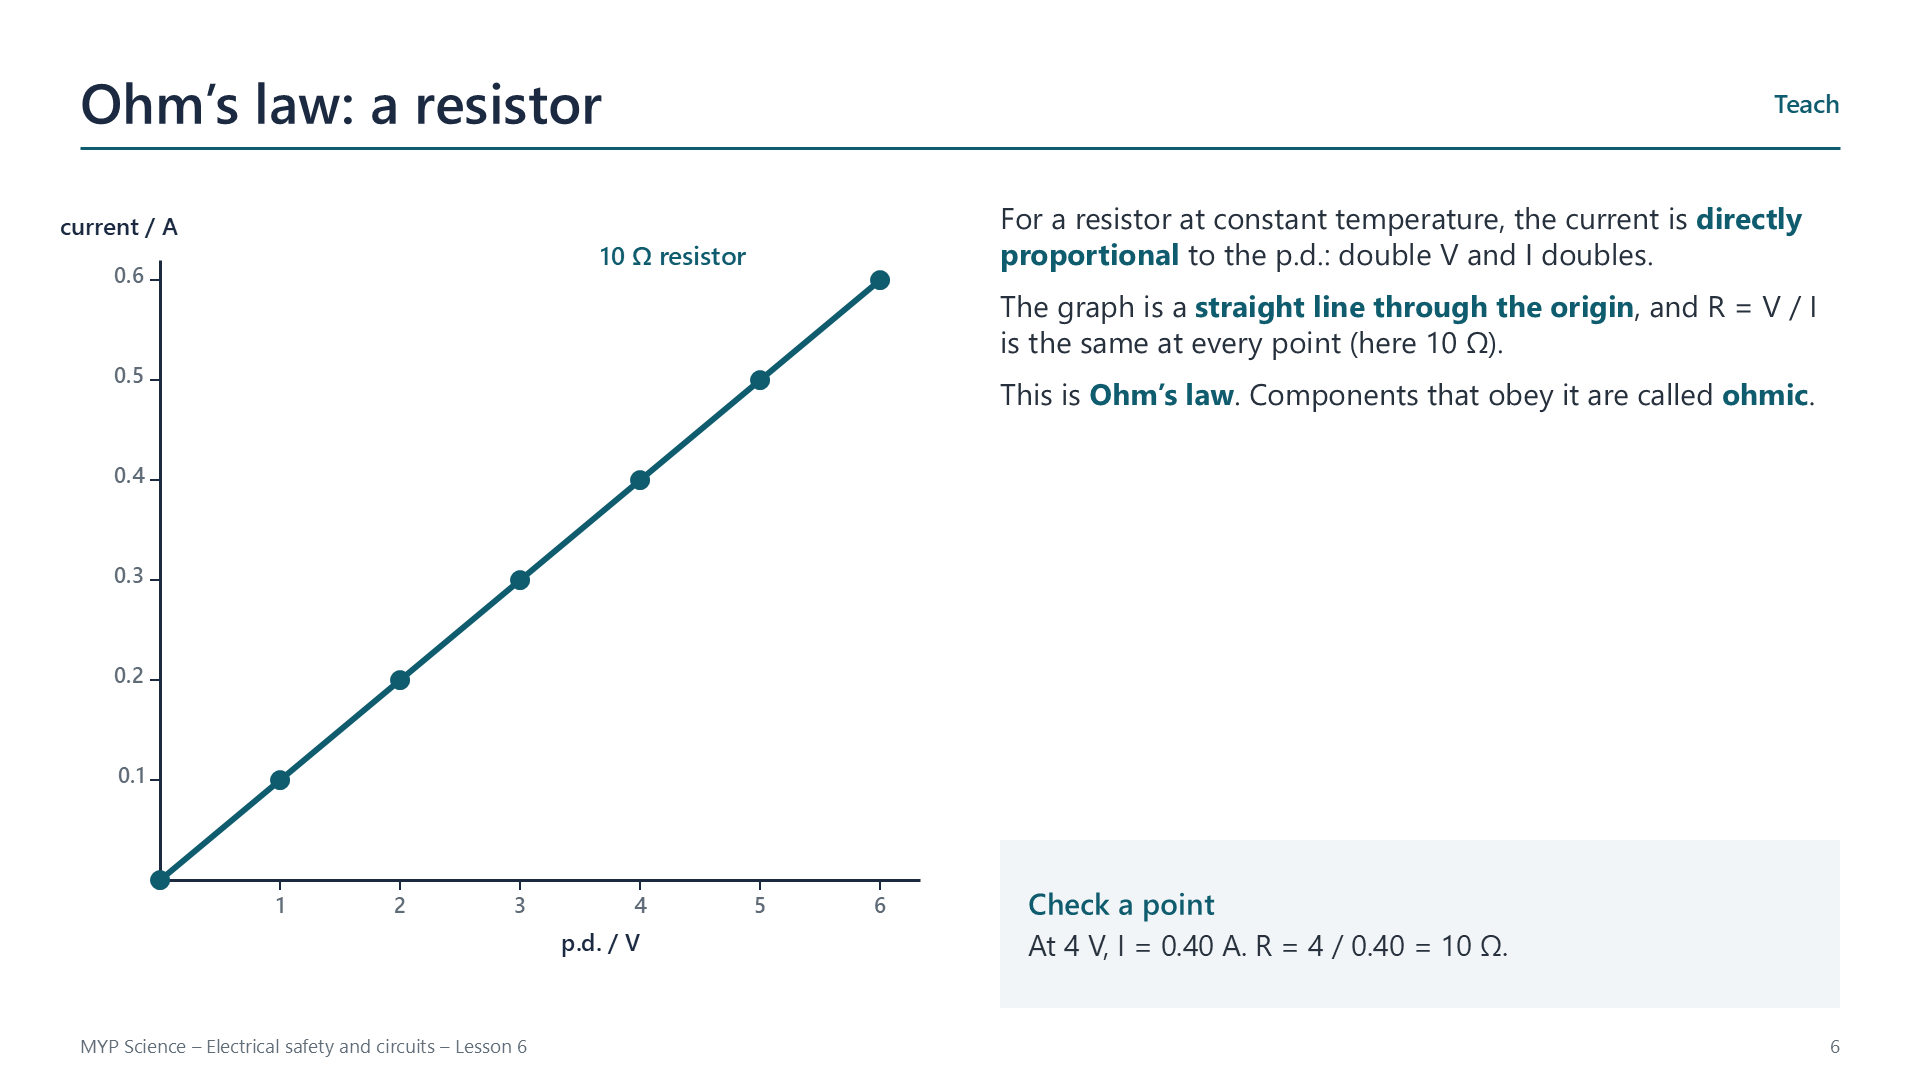 Ohm’s law: a resistor
Teach
current / A
10 Ω resistor
0.6
0.5
0.4
0.3
0.2
0.1
1 2 3 4 5 6
p.d. / V
For a resistor at constant temperature, the current is directly
proportional to the p.d.: double V and I doubles.
The graph is a straight line through the origin, and R = V / I
is the same at every point (here 10 Ω).
This is Ohm’s law. Components that obey it are called ohmic.
Check a point
At 4 V, I = 0.40 A. R = 4 / 0.40 = 10 Ω.
MYP Science – Electrical safety and circuits – Lesson 6
6